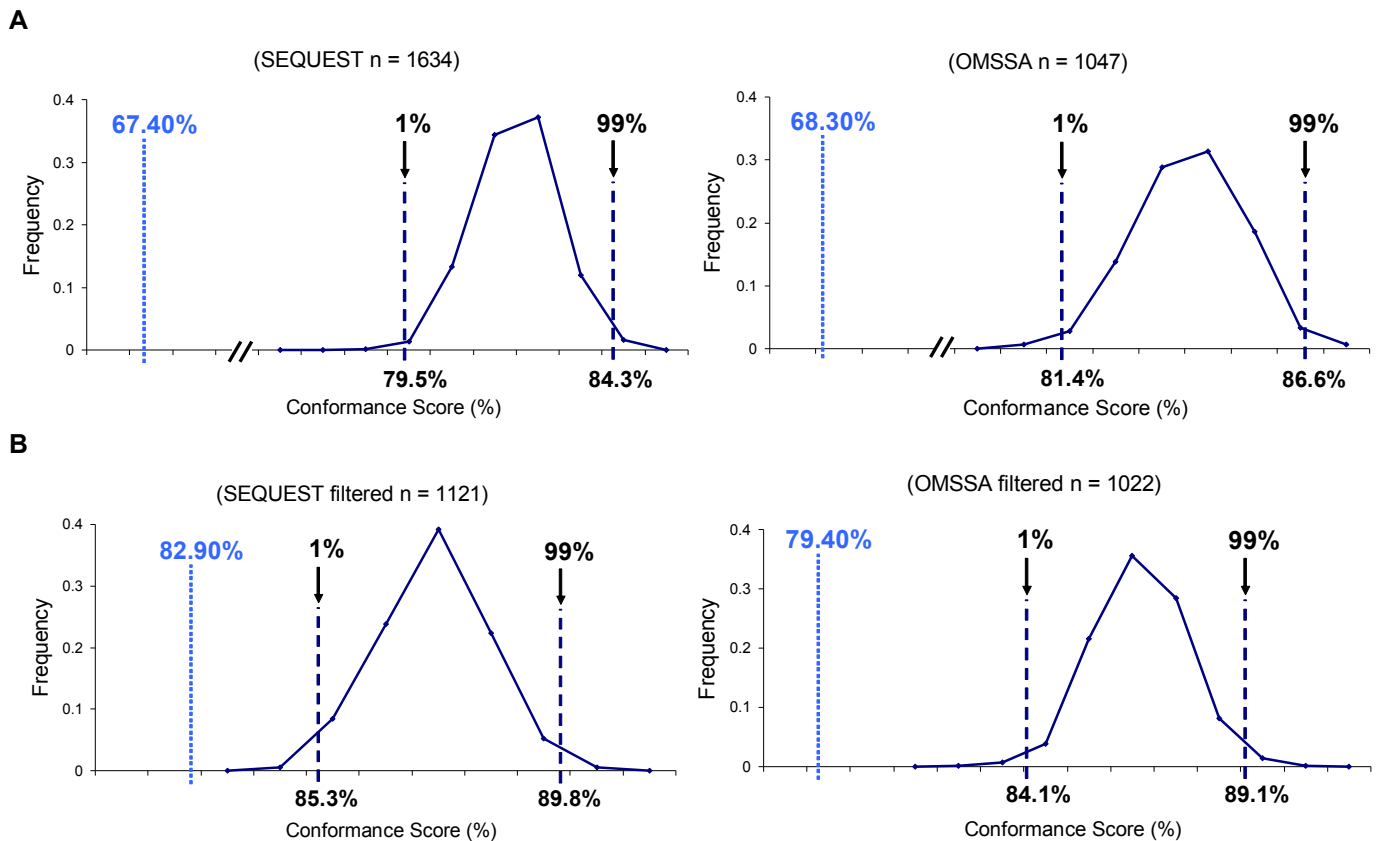 A
(SEQUEST n = 1634)
0.4
0.3
0.2
0.1
0
Frequency
67.40%
1%
99%
79.5%
84.3%
Conformance Score (%)
(OMSSA n = 1047)
0.4
0.3
0.2
0.1
0
Frequency
68.30%
1%
99%
81.4%
86.6%
Conformance Score (%)
B
(SEQUEST filtered n = 1121)
0.4
0.3
0.2
0.1
0
Frequency
82.90%
1%
99%
85.3%
89.8%
Conformance Score (%)
(OMSSA filtered n = 1022)
0.4
0.3
0.2
0.1
0
Frequency
79.40%
1%
99%
84.1%
89.1%
Conformance Score (%)